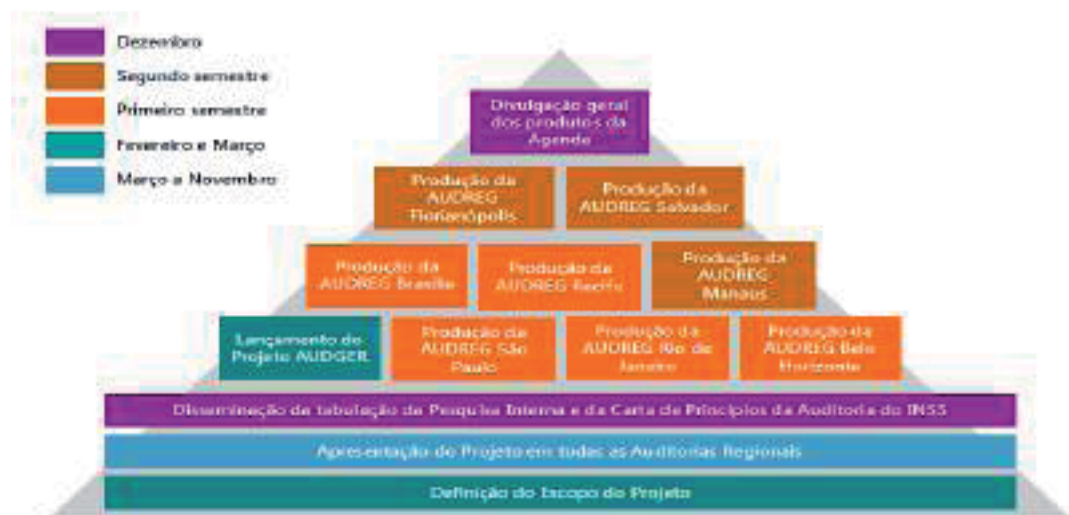 Dezembro
Segundo semestre
Primeiro semestre
Fevereiro e Março
Março a Novembro
Divulgação geral
dos produtos da
Agenda
Produção da
AUDREG
Florianópolis
Produção da
AUDREG Salvador
Produção da
AUDREG Brasília
Produção da
AUDREG Recife
Produção da
AUDREG
Manaus
Lançamento do
Projeto AUDGER
Produção da
AUDREG São
Paulo
Produção da
AUDREG Rio de
Janeiro
Produção da
AUDREG Belo
Horizonte
Disseminação da tabulação da Pesquisa Interna e da Carta de Princípios da Auditoria do INSS
Apresentação do Projeto em todas as Auditorias Regionais
Definição do Escopo do Projeto